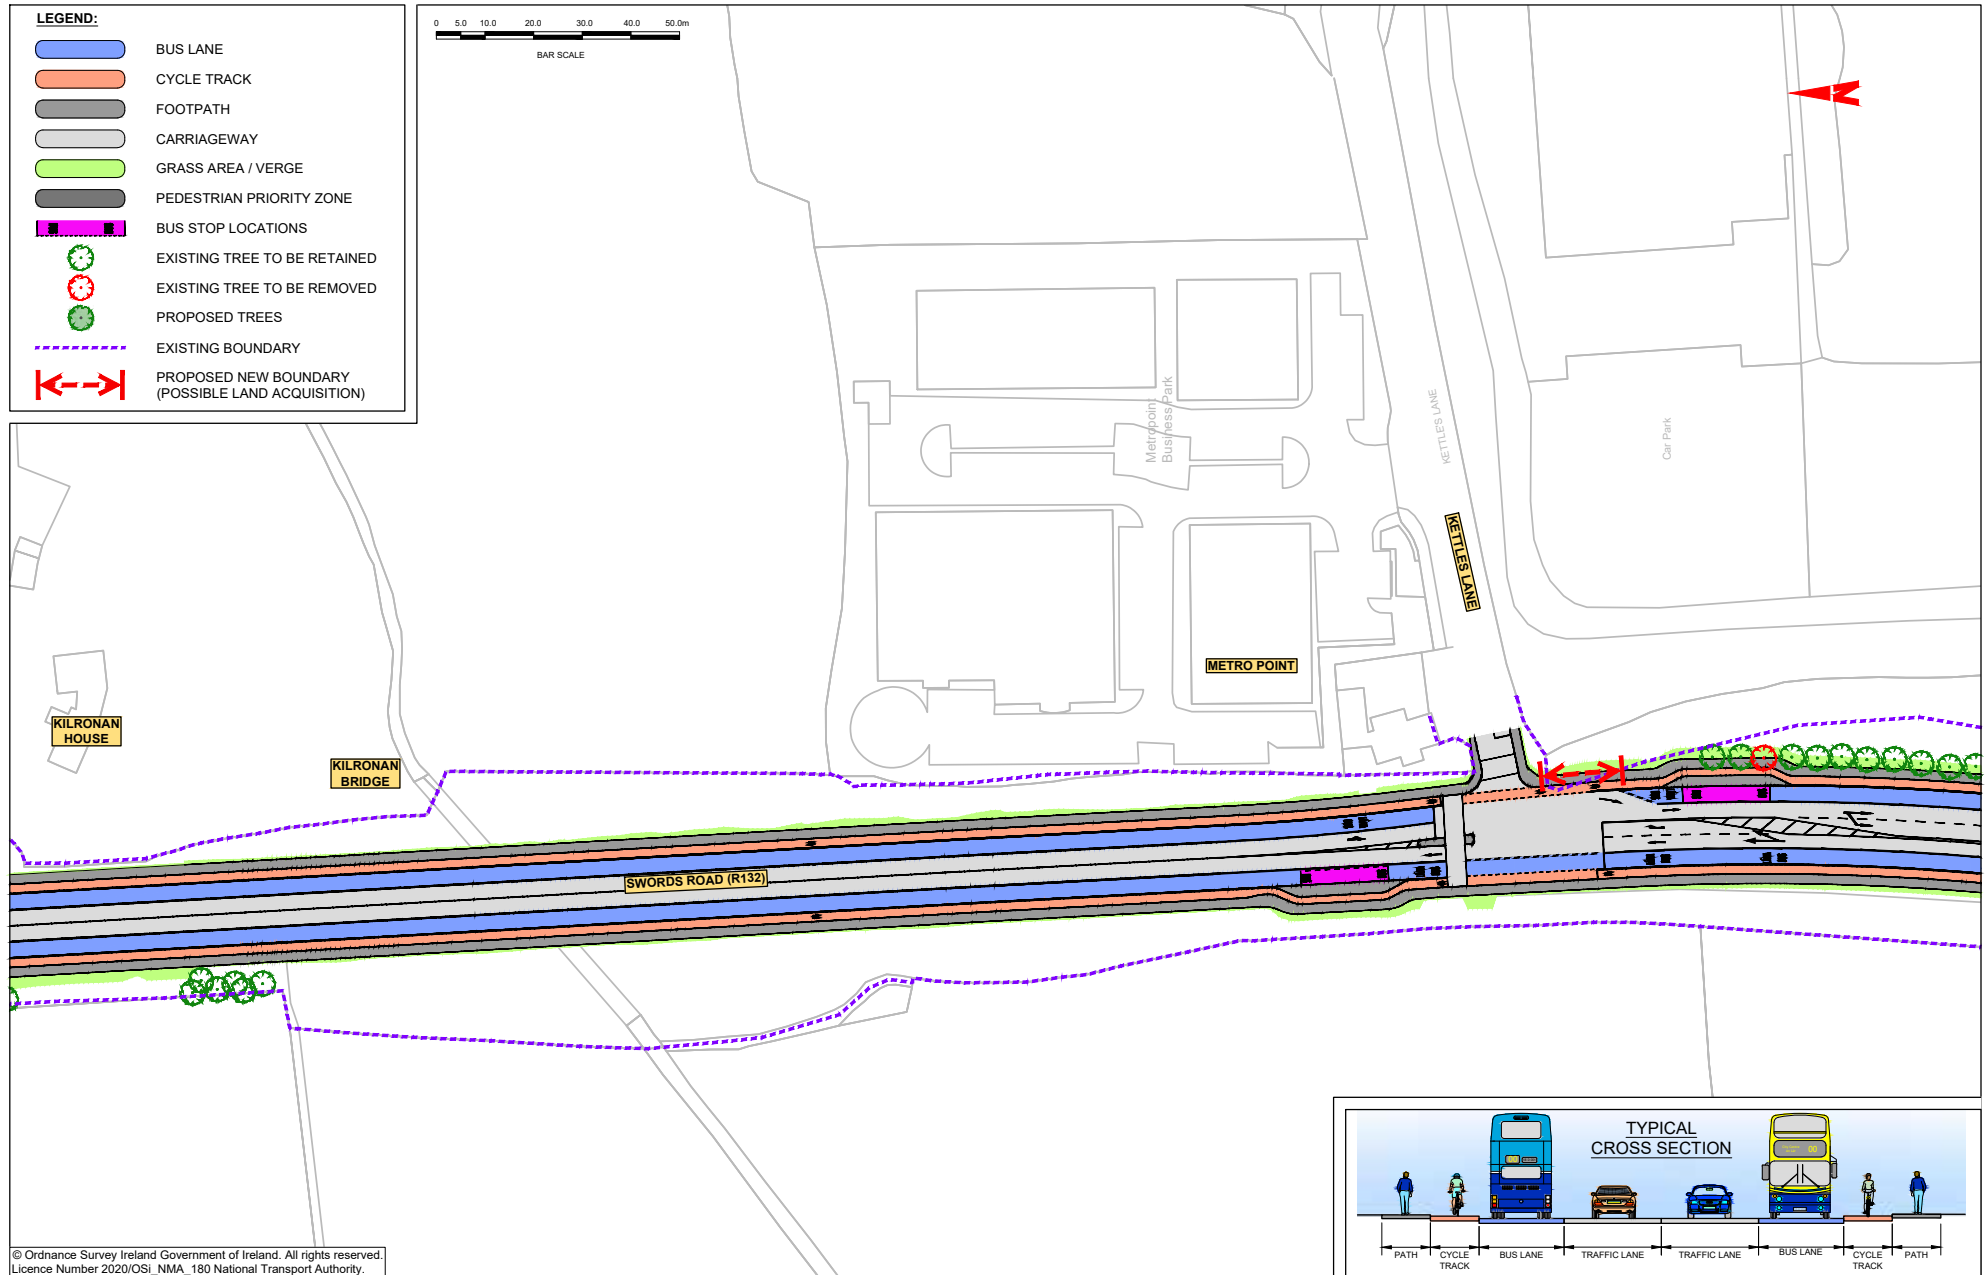 LEGEND:
BUS LANE
CYCLE TRACK
FOOTPATH
CARRIAGEWAY
GRASS AREA / VERGE
PEDESTRIAN PRIORITY ZONE
BUS STOP LOCATIONS
EXISTING TREE TO BE RETAINED
EXISTING TREE TO BE REMOVED
PROPOSED TREES
EXISTING BOUNDARY
PROPOSED NEW BOUNDARY
(POSSIBLE LAND ACQUISITION)
0 5.0 10.0 20.0 30.0 40.0 50.0m
BAR SCALE
N
Metropoint
Business Park
KETTLE'S LANE
KETTLE'S LANE
Car Park
KETTLES LANE
METRO POINT
KILRONAN
HOUSE
KILRONAN
BRIDGE
SWORDS ROAD (R132)
TYPICAL
CROSS SECTION
00
00
PATH
CYCLE
TRACK
BUS LANE
TRAFFIC LANE
TRAFFIC LANE
BUS LANE
CYCLE
TRACK
PATH
© Ordnance Survey Ireland Government of Ireland. All rights reserved.
Licence Number 2020/OSi_NMA_180 National Transport Authority.